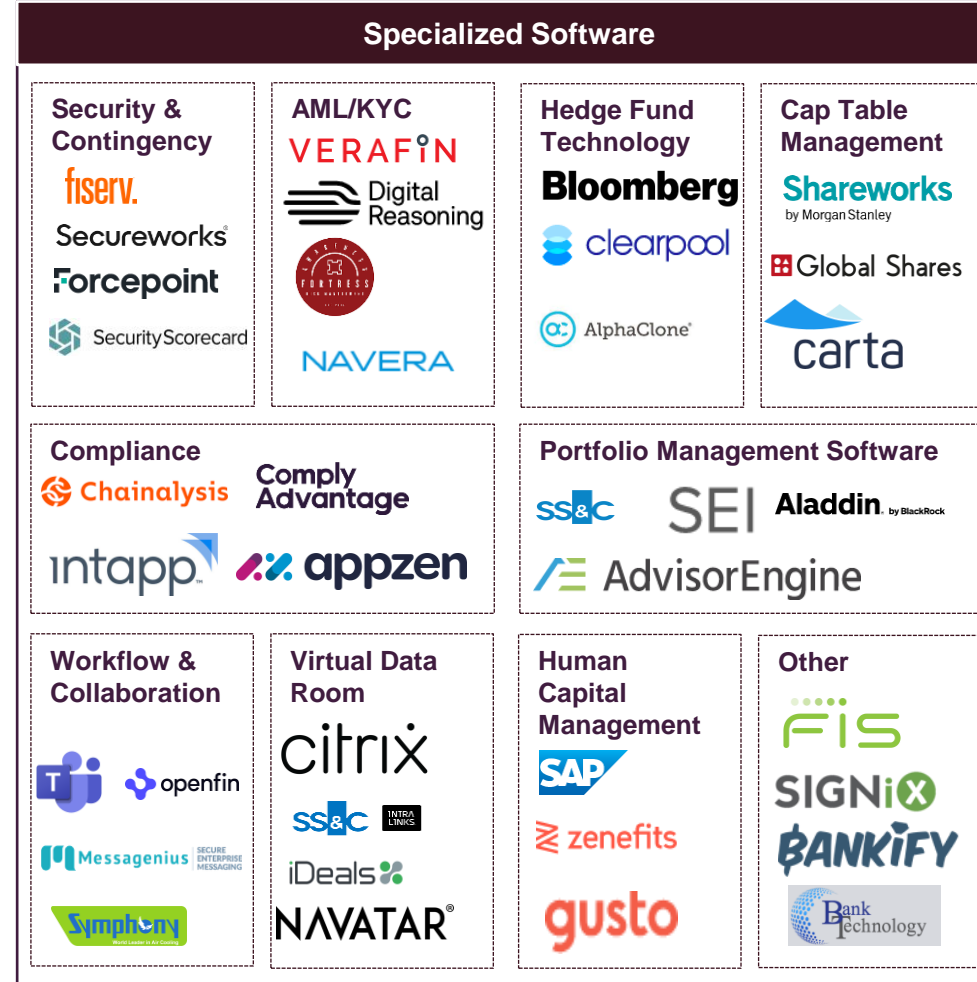 Specialized Software
Security &
Contingency
fiserv.
Secureworks
Forcepoint
SecurityScorecard
AML/KYC
VERAFIN
Digital
Reasoning
FORTRESS
NAVERA
Hedge Fund
Technology
Bloomberg
clearpool
AlphaClone
Cap Table
Management
Shareworks
by Morgan Stanley
Global Shares
carta
Compliance
Chainalysis
Comply
Advantage
intapp™
appzen
Portfolio Management Software
SS&C
SEI
Aladdin. by BlackRock
AdvisorEngine
Workflow &
Collaboration
T
openfin
Messagenius
SECURE
ENTERPRISE
MESSAGING
Symphony
World Leader in Air Cooling
Virtual Data
Room
citrix
SS&C
INTRA
LINKS
iDeals
NAVATAR®
Human
Capital
Management
SAP
zenefits
gusto
Other
FIS
SIGNiX
BANKIFY
Bank
Technology